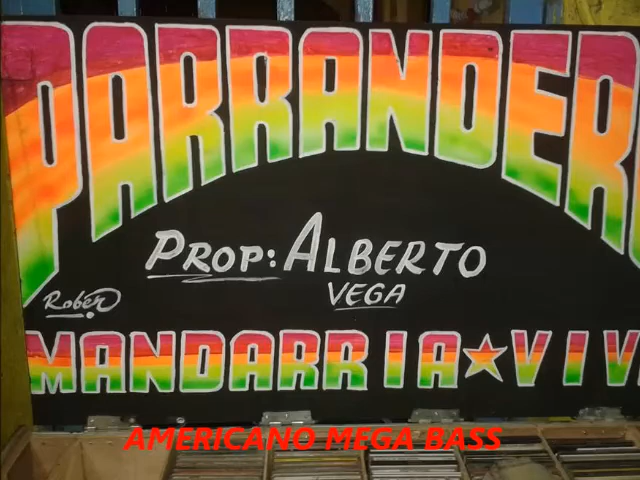 PARRANDER
PROP: ALBERTO
VEGA
Rober
MANDARRIA★VIV
AMERICANO MEGA BASS